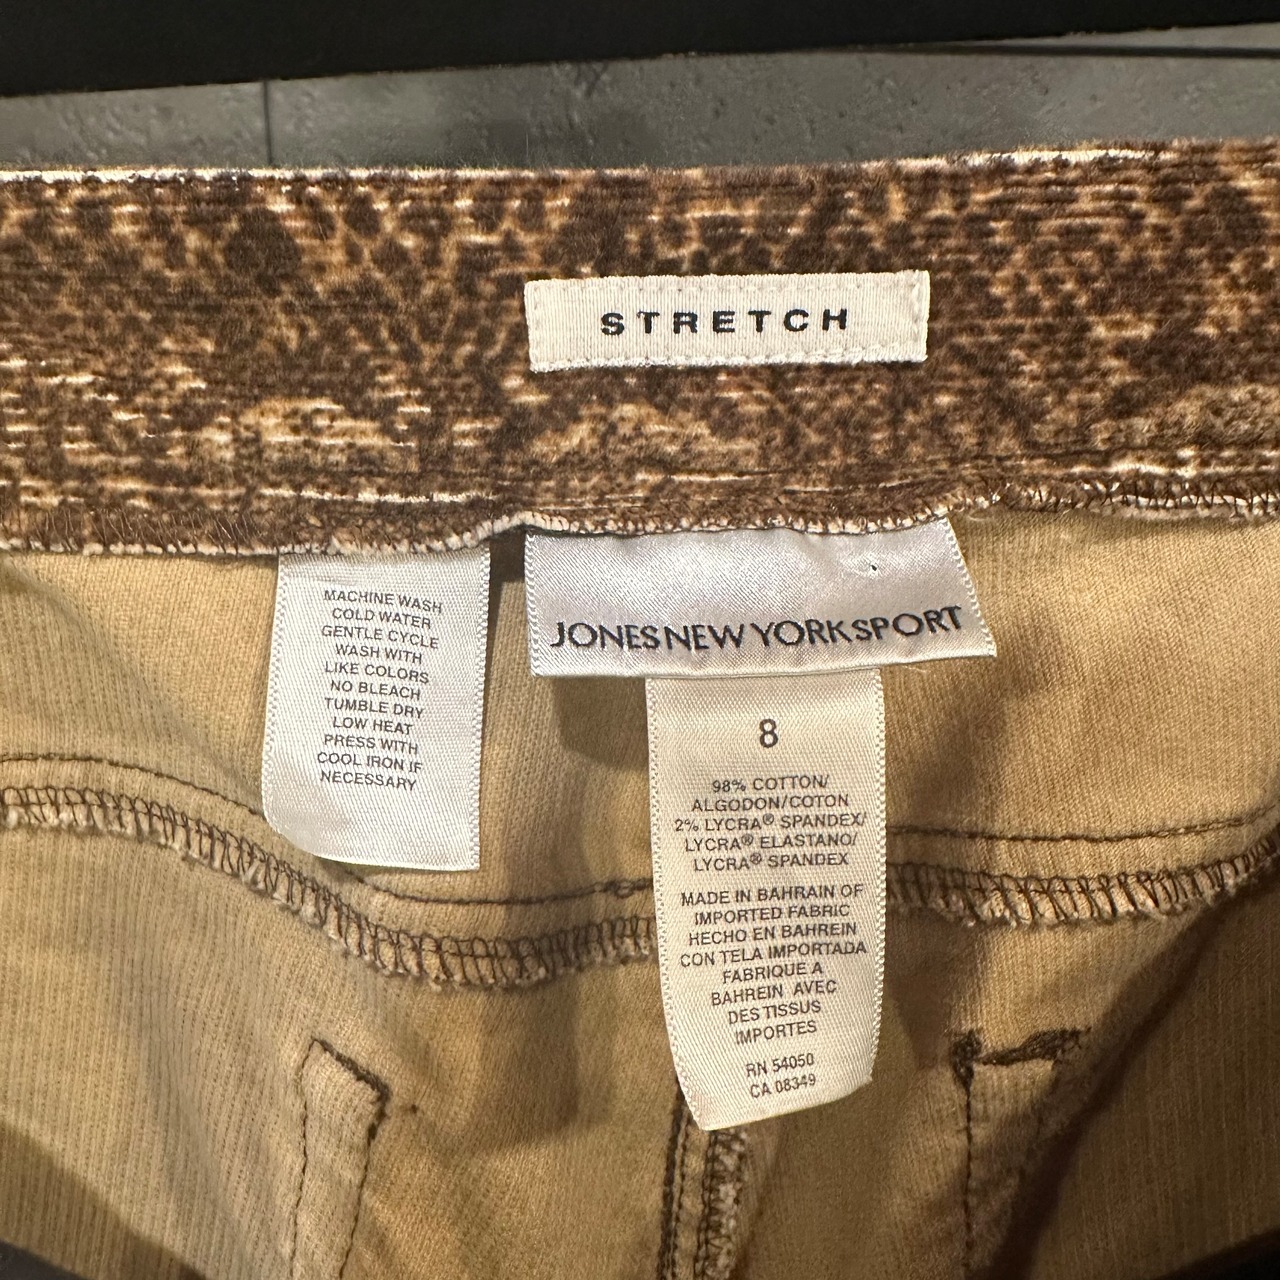 STRETCH
MACHINE WASH
COLD WATER
GENTLE CYCLE
WASH WITH
LIKE COLORS
NO BLEACH
TUMBLE DRY
LOW HEAT
PRESS WITH
COOL IRON IF
NECESSARY
JONES NEW YORK SPORT
8
98% COTTON/
ALGODON/COTON
2% LYCRA® SPANDEX/
LYCRA® ELASTANO/
LYCRA® SPANDEX
MADE IN BAHRAIN OF
IMPORTED FABRIC
HECHO EN BAHREIN
CON TELA IMPORTADA
FABRIQUE A
BAHREIN AVEC
DES TISSUS
IMPORTES
RN 54050
CA 08349